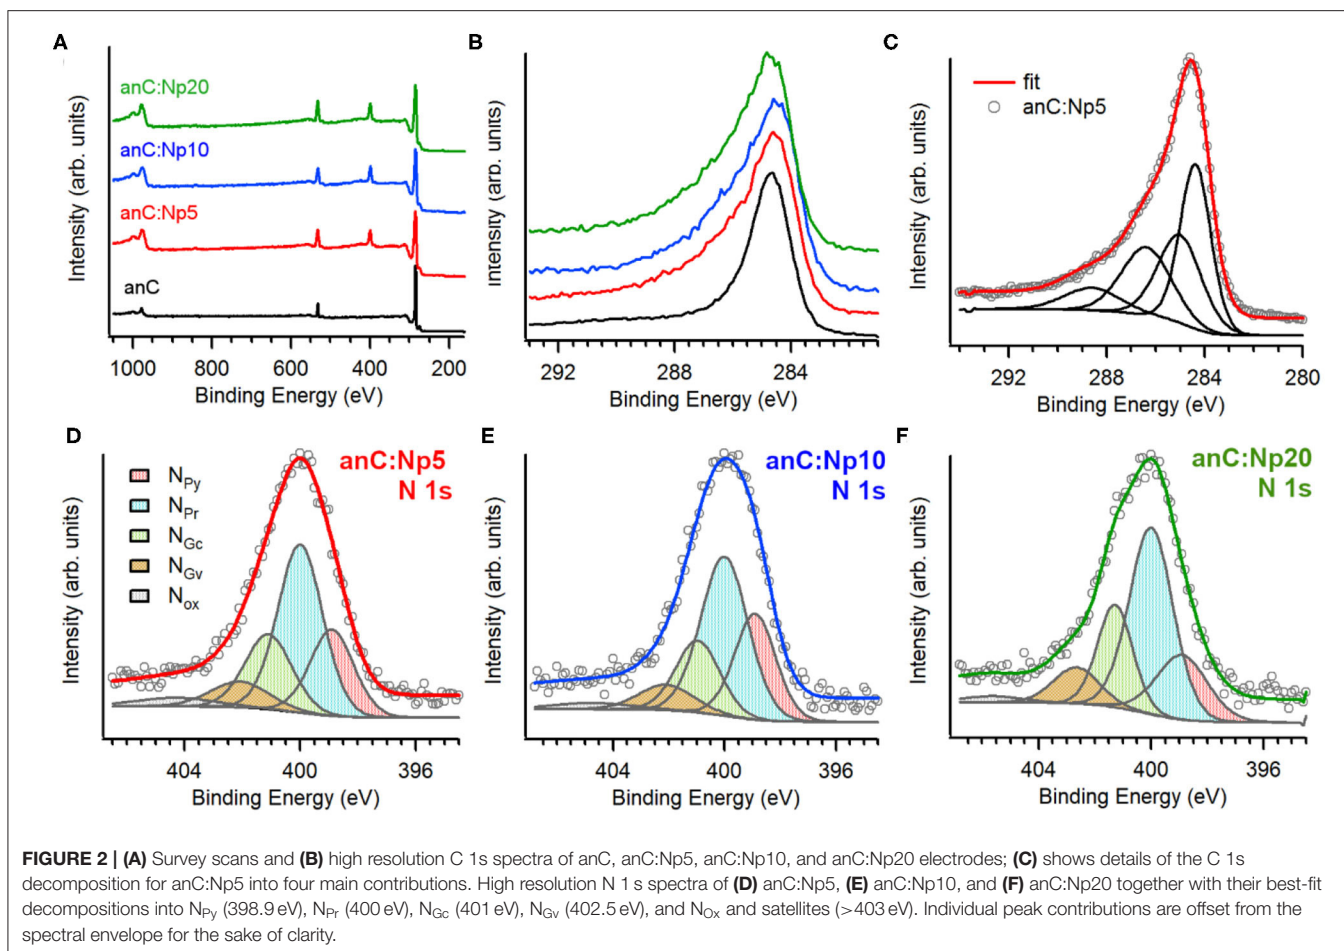 A
Intensity (arb. units)
anC:Np20
anC:Np10
anC:Np5
anC
1000 800 600 400 200
Binding Energy (eV)
B
Intensity (arb. units)
292 288 284
Binding Energy (eV)
C
Intensity (arb. units)
fit
anC:Np5
292 288 284 280
Binding Energy (eV)
D
Intensity (arb. units)
anC:Np5
N 1s
NPy
NPr
NGc
NGv
Nox
404 400 396
Binding Energy (eV)
E
Intensity (arb. units)
anC:Np10
N 1s
404 400 396
Binding Energy (eV)
F
Intensity (arb. units)
anC:Np20
N 1s
404 400 396
Binding Energy (eV)
FIGURE 2 | (A) Survey scans and (B) high resolution C 1s spectra of anC, anC:Np5, anC:Np10, and anC:Np20 electrodes; (C) shows details of the C 1s
decomposition for anC:Np5 into four main contributions. High resolution N 1 s spectra of (D) anC:Np5, (E) anC:Np10, and (F) anC:Np20 together with their best-fit
decompositions into NPy (398.9 eV), NPr (400 eV), NGc (401 eV), NGv (402.5 eV), and NOx and satellites (>403 eV). Individual peak contributions are offset from the
spectral envelope for the sake of clarity.